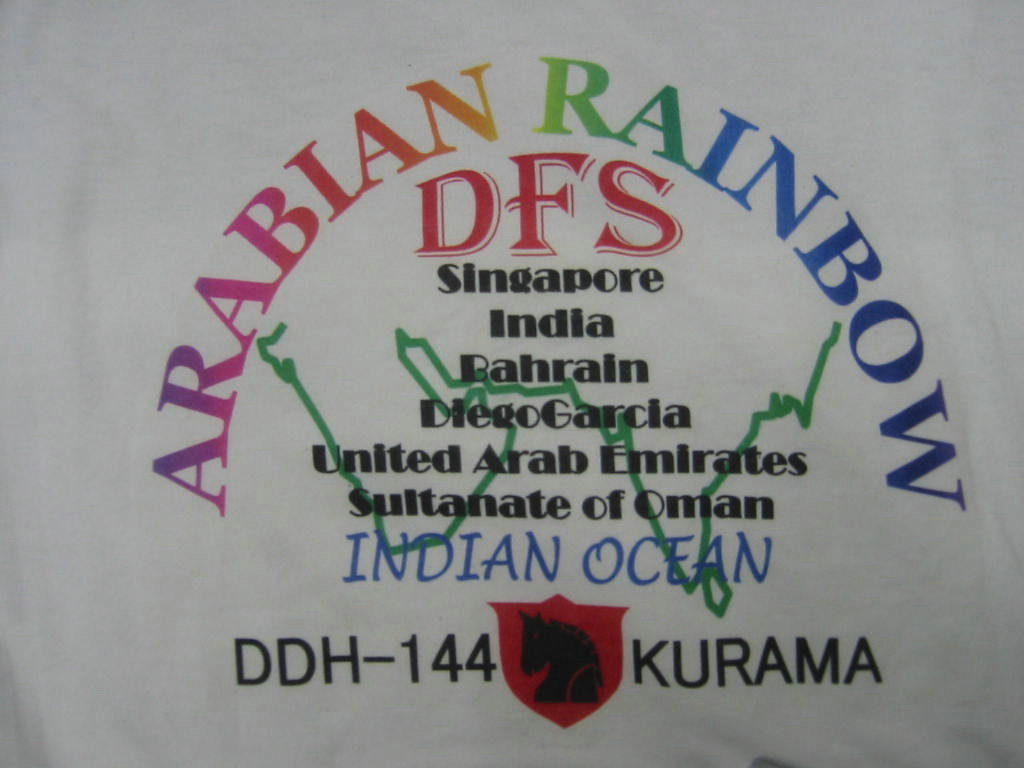 ARABIAN RAINBOW
DFS
Singapore
India
Bahrain
DiegoGarcia
United Arab Emirates
Sultanate of Oman
INDIAN OCEAN
DDH-144 KURAMA